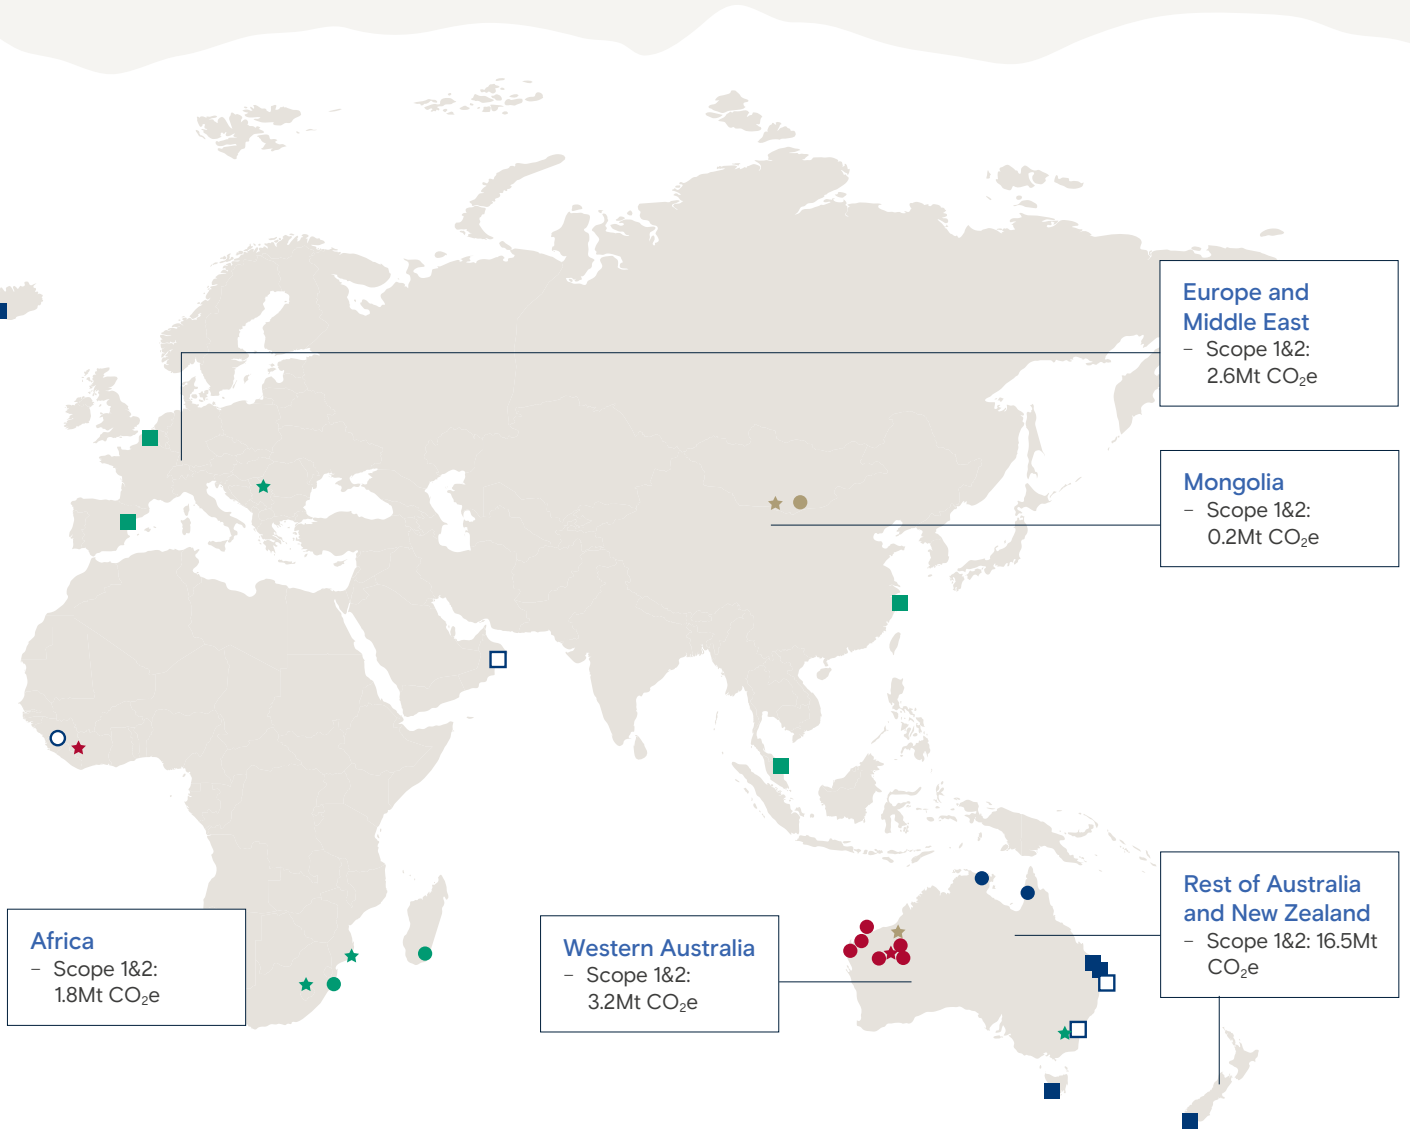 Europe and
Middle East
– Scope 1&2:
2.6Mt CO₂e
Mongolia
– Scope 1&2:
0.2Mt CO₂e
Rest of Australia
and New Zealand
– Scope 1&2: 16.5Mt
CO₂e
Africa
– Scope 1&2:
1.8Mt CO₂e
Western Australia
– Scope 1&2:
3.2Mt CO₂e